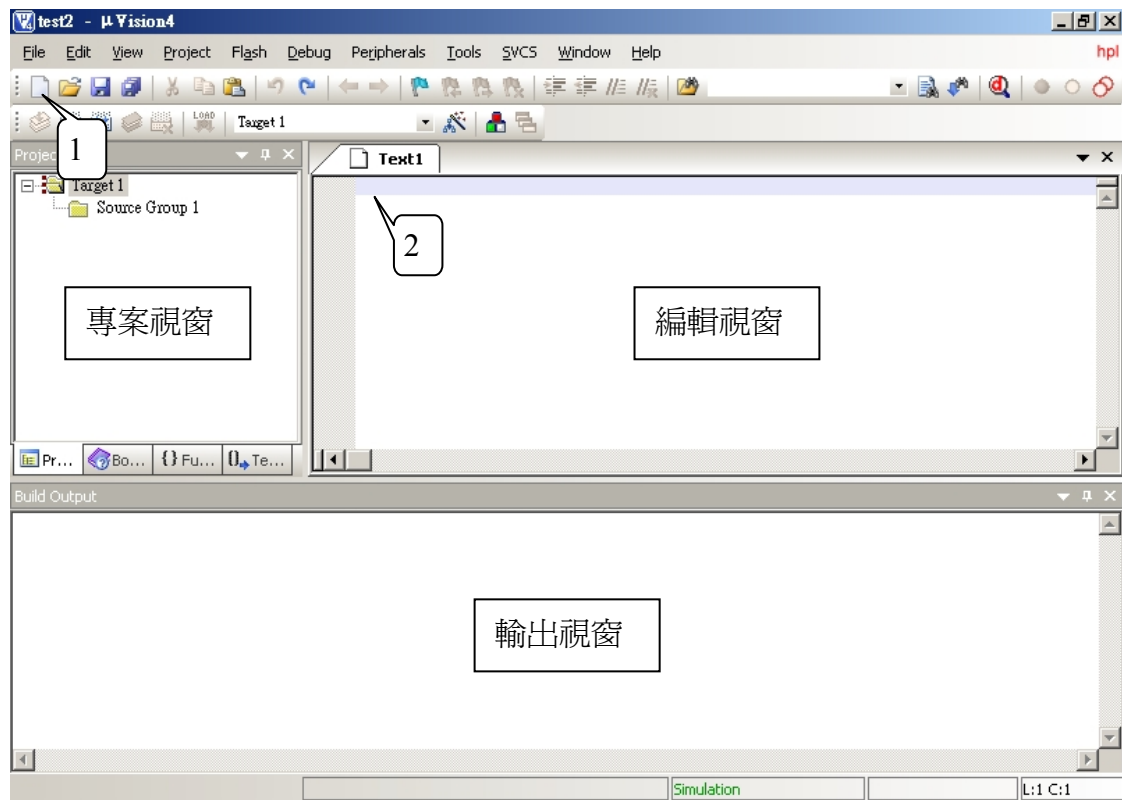 test2 - μVision4
File Edit View Project Flash Debug Peripherals Tools SVCS Window Help
hpl
LOAD
Target 1
1
Text1
Target 1
Source Group 1
2
專案視窗
編輯視窗
Pr... Bo... {} Fu... Te...
Build Output
輸出視窗
Simulation
L:1 C:1